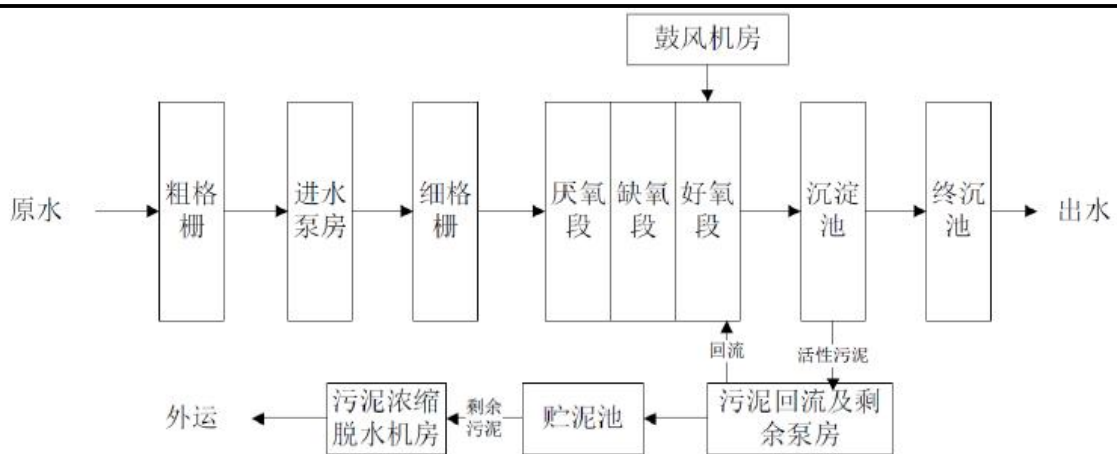 鼓风机房
原水
粗格
栅
进水
泵房
细格
栅
厌氧
段
缺氧
段
好氧
段
沉淀
池
终沉
池
出水
回流
活性污泥
外运
污泥浓缩
脱水机房
剩余
污泥
贮泥池
污泥回流及剩
余泵房